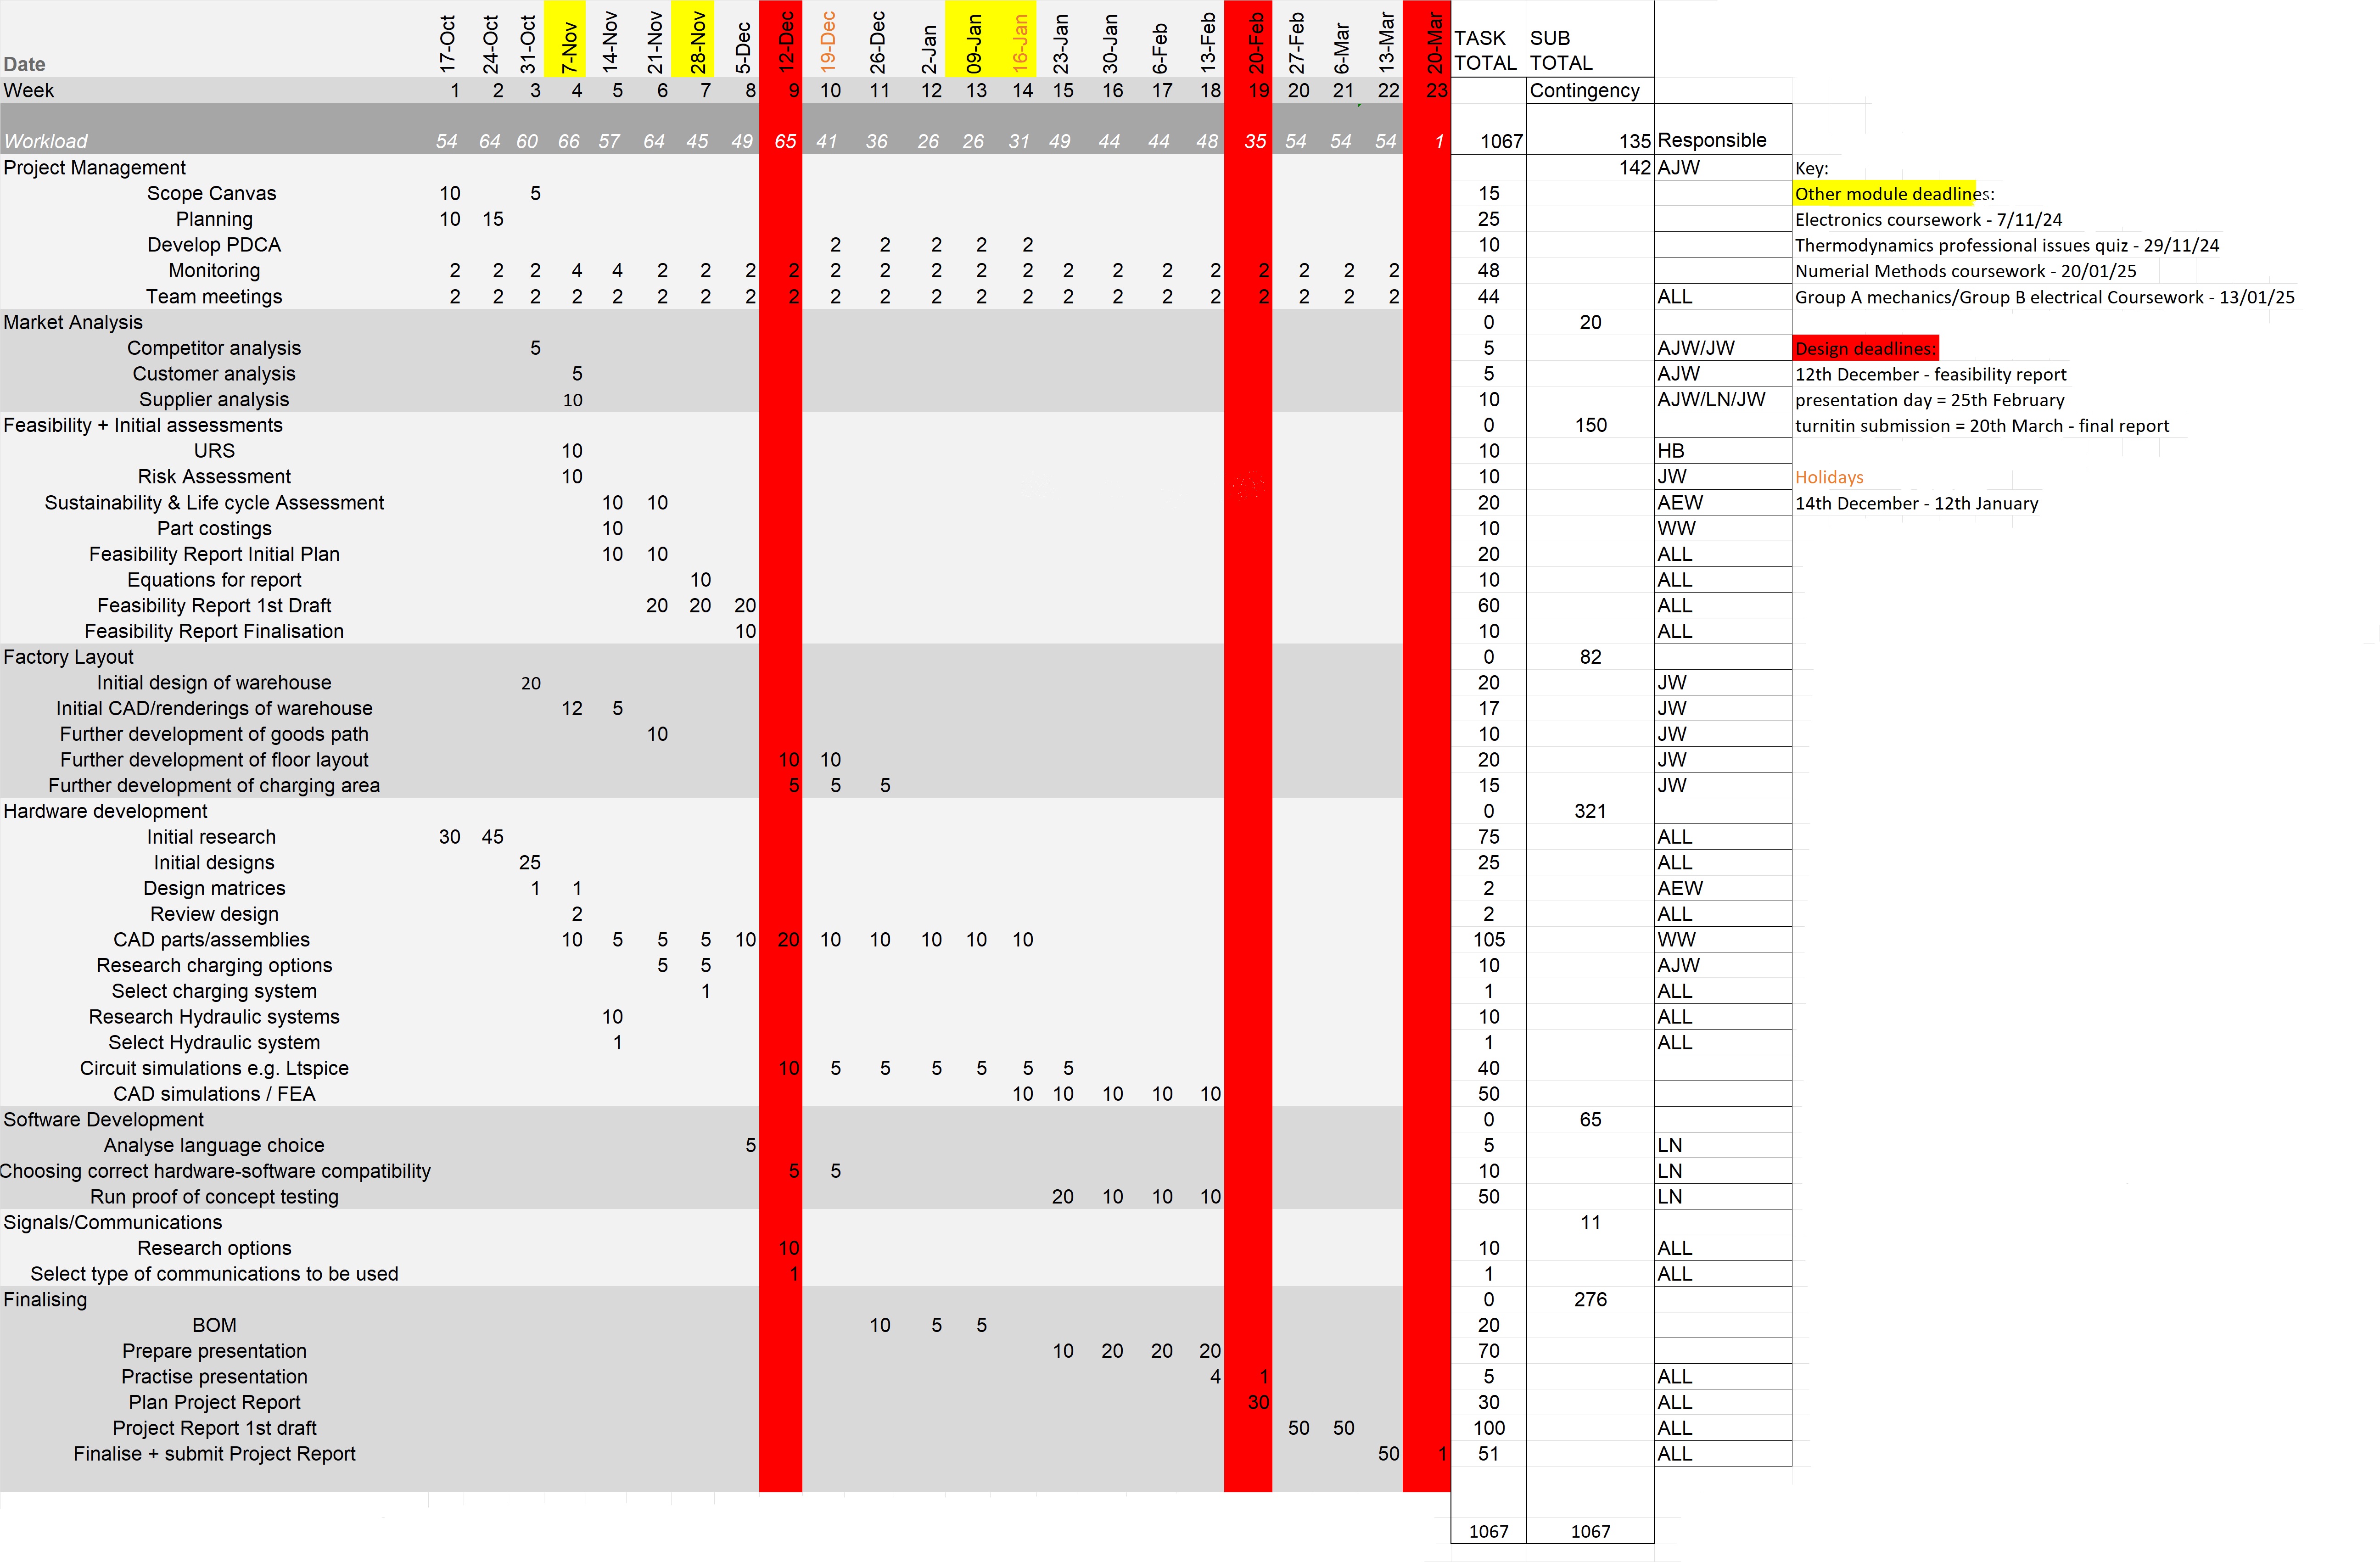 Date 17-Oct 24-Oct 31-Oct 7-Nov 14-Nov 21-Nov 28-Nov 5-Dec 12-Dec 19-Dec 26-Dec 2-Jan 09-Jan 16-Jan 23-Jan 30-Jan 6-Feb 13-Feb 20-Feb 27-Feb 6-Mar 13-Mar 20-Mar TASK TOTAL SUB TOTAL
Week 1 2 3 4 5 6 7 8 9 10 11 12 13 14 15 16 17 18 19 20 21 22 23 Contingency
Workload 54 64 60 66 57 64 45 49 65 41 36 26 26 31 49 44 44 48 35 54 54 54 1 1067 135 Responsible
Project Management 142 AJW Key:
Scope Canvas 10 5 15 Other module deadlines:
Planning 10 15 25 Electronics coursework - 7/11/24
Develop PDCA 2 2 2 2 2 10 Thermodynamics professional issues quiz - 29/11/24
Monitoring 2 2 2 4 4 2 2 2 2 2 2 2 2 2 2 2 2 2 2 2 2 2 48 Numerial Methods coursework - 20/01/25
Team meetings 2 2 2 2 2 2 2 2 2 2 2 2 2 2 2 2 2 2 2 2 2 2 44 ALL Group A mechanics/Group B electrical Coursework - 13/01/25
Market Analysis 0 20
Competitor analysis 5 5 AJW/JW Design deadlines:
Customer analysis 5 5 AJW 12th December - feasibility report
Supplier analysis 10 10 AJW/LN/JW presentation day = 25th February
Feasibility + Initial assessments 0 150 turnitin submission = 20th March - final report
URS 10 10 HB
Risk Assessment 10 10 JW Holidays
Sustainability & Life cycle Assessment 10 10 20 AEW 14th December - 12th January
Part costings 10 10 WW
Feasibility Report Initial Plan 10 10 20 ALL
Equations for report 10 10 ALL
Feasibility Report 1st Draft 20 20 20 60 ALL
Feasibility Report Finalisation 10 10 ALL
Factory Layout 0 82
Initial design of warehouse 20 20 JW
Initial CAD/renderings of warehouse 12 5 17 JW
Further development of goods path 10 10 JW
Further development of floor layout 10 10 20 JW
Further development of charging area 5 5 5 15 JW
Hardware development 0 321
Initial research 30 45 75 ALL
Initial designs 25 25 ALL
Design matrices 1 1 2 AEW
Review design 2 2 ALL
CAD parts/assemblies 10 5 5 5 10 20 10 10 10 10 10 105 WW
Research charging options 5 5 10 AJW
Select charging system 1 1 ALL
Research Hydraulic systems 10 10 ALL
Select Hydraulic system 1 1 ALL
Circuit simulations e.g. Ltspice 10 5 5 5 5 5 5 40
CAD simulations / FEA 10 10 10 10 10 50
Software Development 0 65
Analyse language choice 5 5 LN
Choosing correct hardware-software compatibility 5 5 10 LN
Run proof of concept testing 20 10 10 10 50 LN
Signals/Communications 11
Research options 10 10 ALL
Select type of communications to be used 1 1 ALL
Finalising 0 276
BOM 10 5 5 20
Prepare presentation 10 20 20 20 70
Practise presentation 4 1 5 ALL
Plan Project Report 30 30 ALL
Project Report 1st draft 50 50 100 ALL
Finalise + submit Project Report 50 1 51 ALL
1067 1067